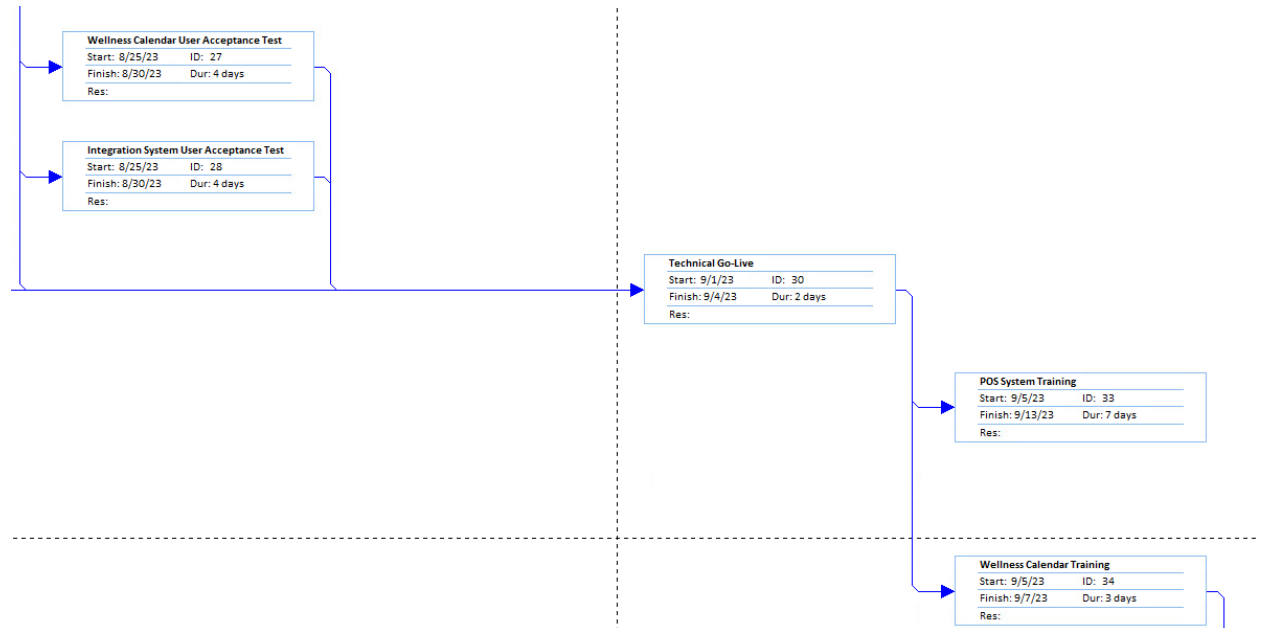 Wellness Calendar User Acceptance Test
Start: 8/25/23 ID: 27
Finish: 8/30/23 Dur: 4 days
Res:
Integration System User Acceptance Test
Start: 8/25/23 ID: 28
Finish: 8/30/23 Dur: 4 days
Res:
Technical Go-Live
Start: 9/1/23 ID: 30
Finish: 9/4/23 Dur: 2 days
Res:
POS System Training
Start: 9/5/23 ID: 33
Finish: 9/13/23 Dur: 7 days
Res:
Wellness Calendar Training
Start: 9/5/23 ID: 34
Finish: 9/7/23 Dur: 3 days
Res: